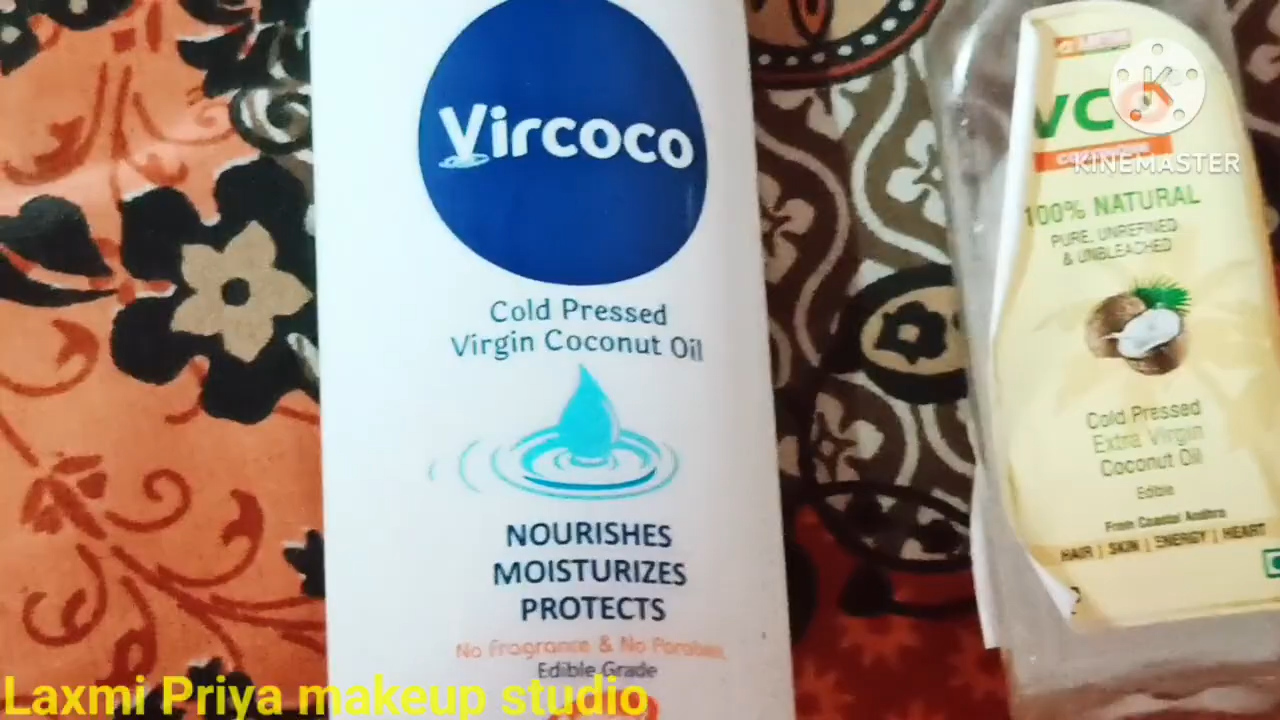 Vircoco
Cold Pressed
Virgin Coconut Oil
NOURISHES
MOISTURIZES
PROTECTS
No Fragrance & No Paraben
Edible Grade
100% NATURAL
PURE, UNREFINED
& UNBLEACHED
Cold Pressed
Extra Virgin
Coconut Oil
Edible
From Coastal Andhra
HAIR | SKIN | ENERGY | HEART
KINEMASTER
Laxmi Priya makeup studio